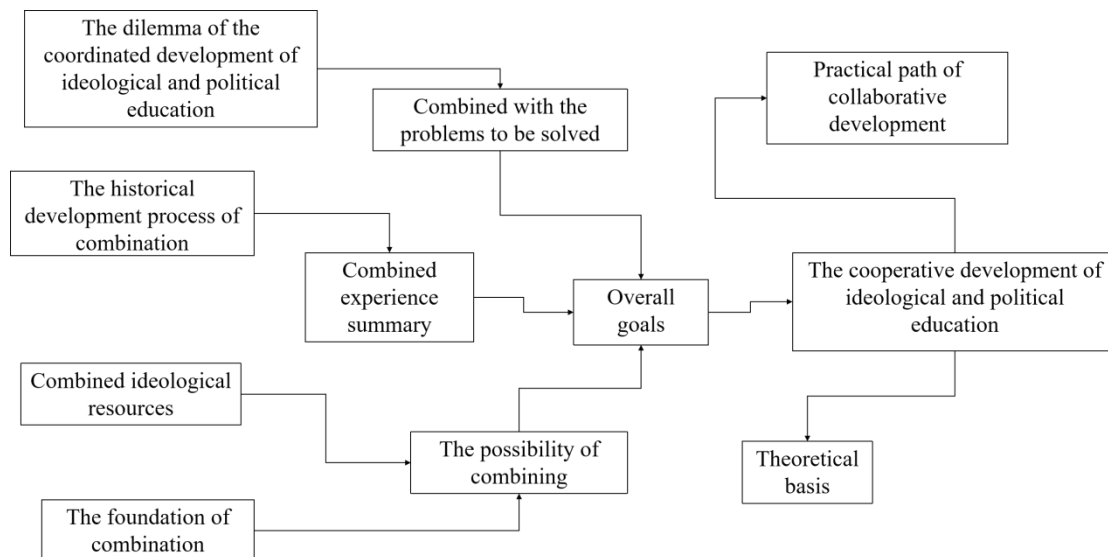 The dilemma of the
coordinated development of
ideological and political
education
Combined with the
problems to be solved
Practical path of
collaborative
development
The historical
development process of
combination
Combined
experience
summary
Overall
goals
The cooperative development of
ideological and political
education
Combined ideological
resources
The possibility of
combining
Theoretical
basis
The foundation of
combination